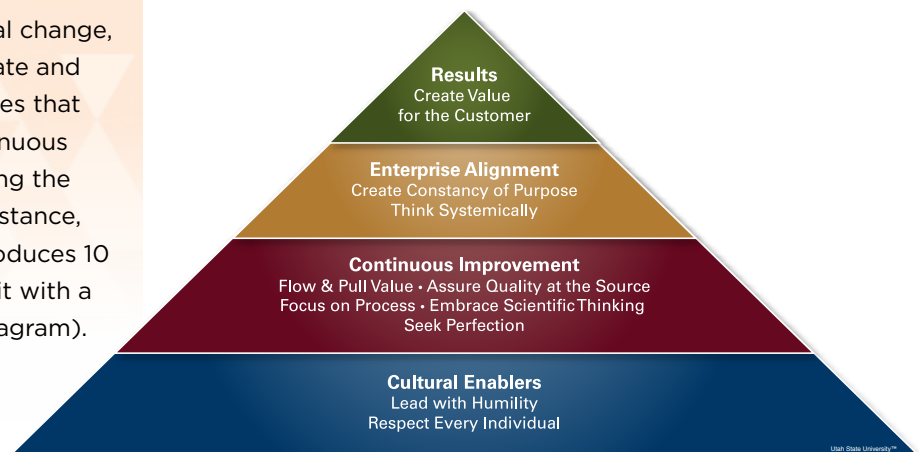 al change,
ate and
es that
nuous
ng the
stance,
oduces 10
it with a
agram).
Results
Create Value
for the Customer
Enterprise Alignment
Create Constancy of Purpose
Think Systemically
Continuous Improvement
Flow & Pull Value • Assure Quality at the Source
Focus on Process • Embrace Scientific Thinking
Seek Perfection
Cultural Enablers
Lead with Humility
Respect Every Individual
Utah State University™